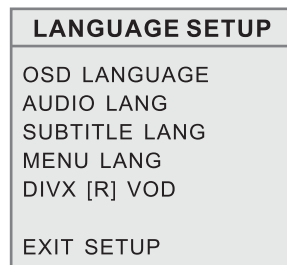 LANGUAGE SETUP
OSD LANGUAGE
AUDIO LANG
SUBTITLE LANG
MENU LANG
DIVX [R] VOD
EXIT SETUP